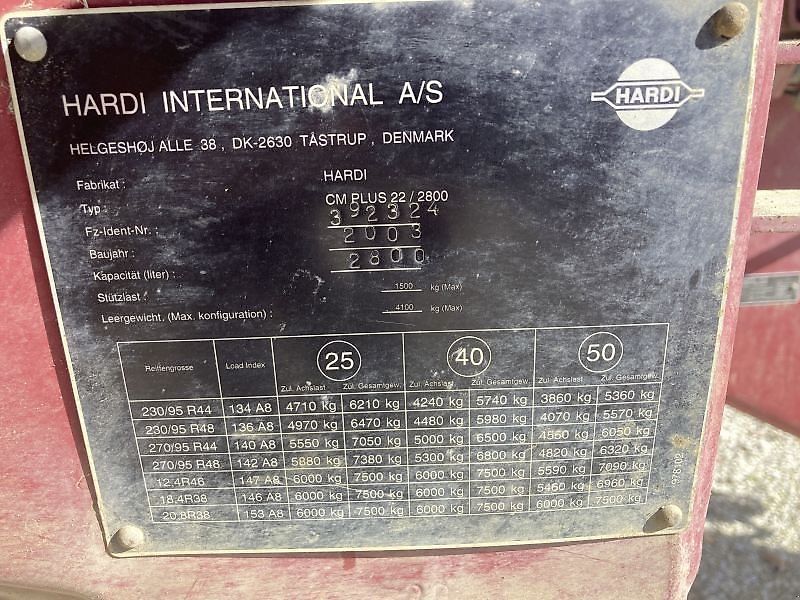 HARDI INTERNATIONAL A/S
HARDI
HELGESHØJ ALLE 38, DK-2630 TÅSTRUP, DENMARK
Fabrikat: HARDI
Typ: CM PLUS 22 / 2800
Fz-Ident-Nr.: 392324
Baujahr: 2003
Kapacität (liter): 2800
Stützlast: 1500 kg (Max)
Leergewicht. (Max. konfiguration): 4100 kg (Max)
Reifengrosse Load Index 25 40 50
Zul. Achslast Zul. Gesamtgew. Zul. Achslast Zul. Gesamtgew. Zul. Achslast Zul. Gesamtgew.
230/95 R44 134 A8 4710 kg 6210 kg 4240 kg 5740 kg 3860 kg 5360 kg
230/95 R48 136 A8 4970 kg 6470 kg 4480 kg 5980 kg 4070 kg 5570 kg
270/95 R44 140 A8 5550 kg 7050 kg 5000 kg 6500 kg 4550 kg 6050 kg
270/95 R48 142 A8 5880 kg 7380 kg 5300 kg 6800 kg 4820 kg 6320 kg
12.4R46 147 A8 6000 kg 7500 kg 6000 kg 7500 kg 5590 kg 7090 kg
18.4R38 146 A8 6000 kg 7500 kg 6000 kg 7500 kg 5460 kg 6960 kg
20.8R38 153 A8 6000 kg 7500 kg 6000 kg 7500 kg 6000 kg 7500 kg